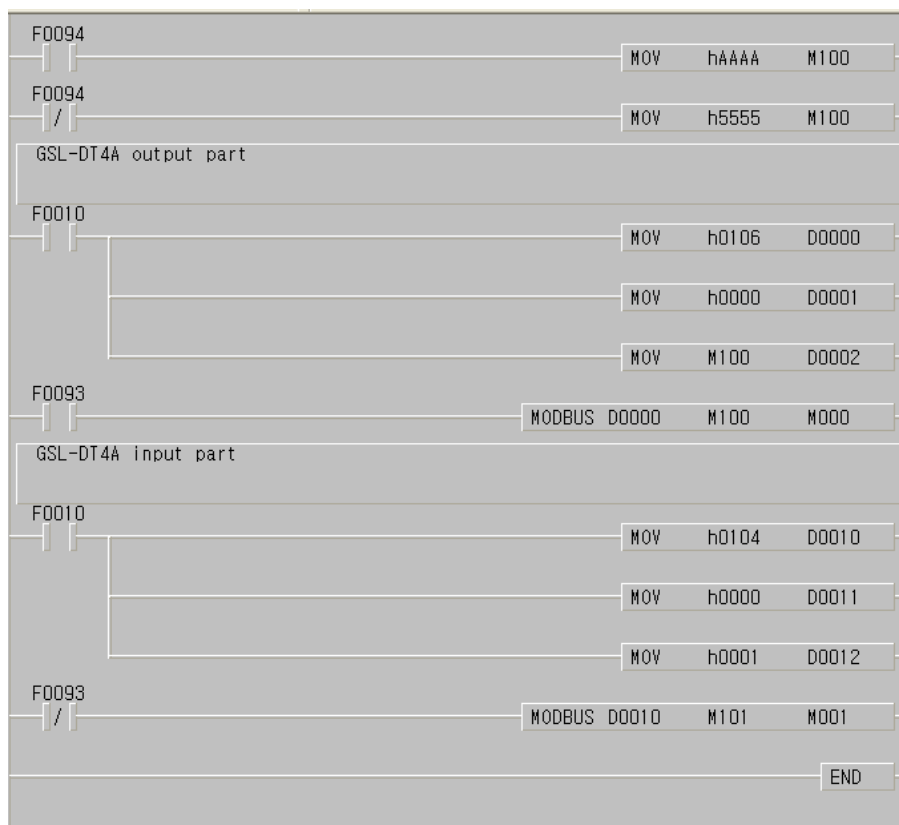 F0094
MOV hAAAA M100
F0094
/
MOV h5555 M100
GSL-DT4A output part
F0010
MOV h0106 D0000
MOV h0000 D0001
MOV M100 D0002
F0093
MODBUS D0000 M100 M000
GSL-DT4A input part
F0010
MOV h0104 D0010
MOV h0000 D0011
MOV h0001 D0012
F0093
/
MODBUS D0010 M101 M001
END